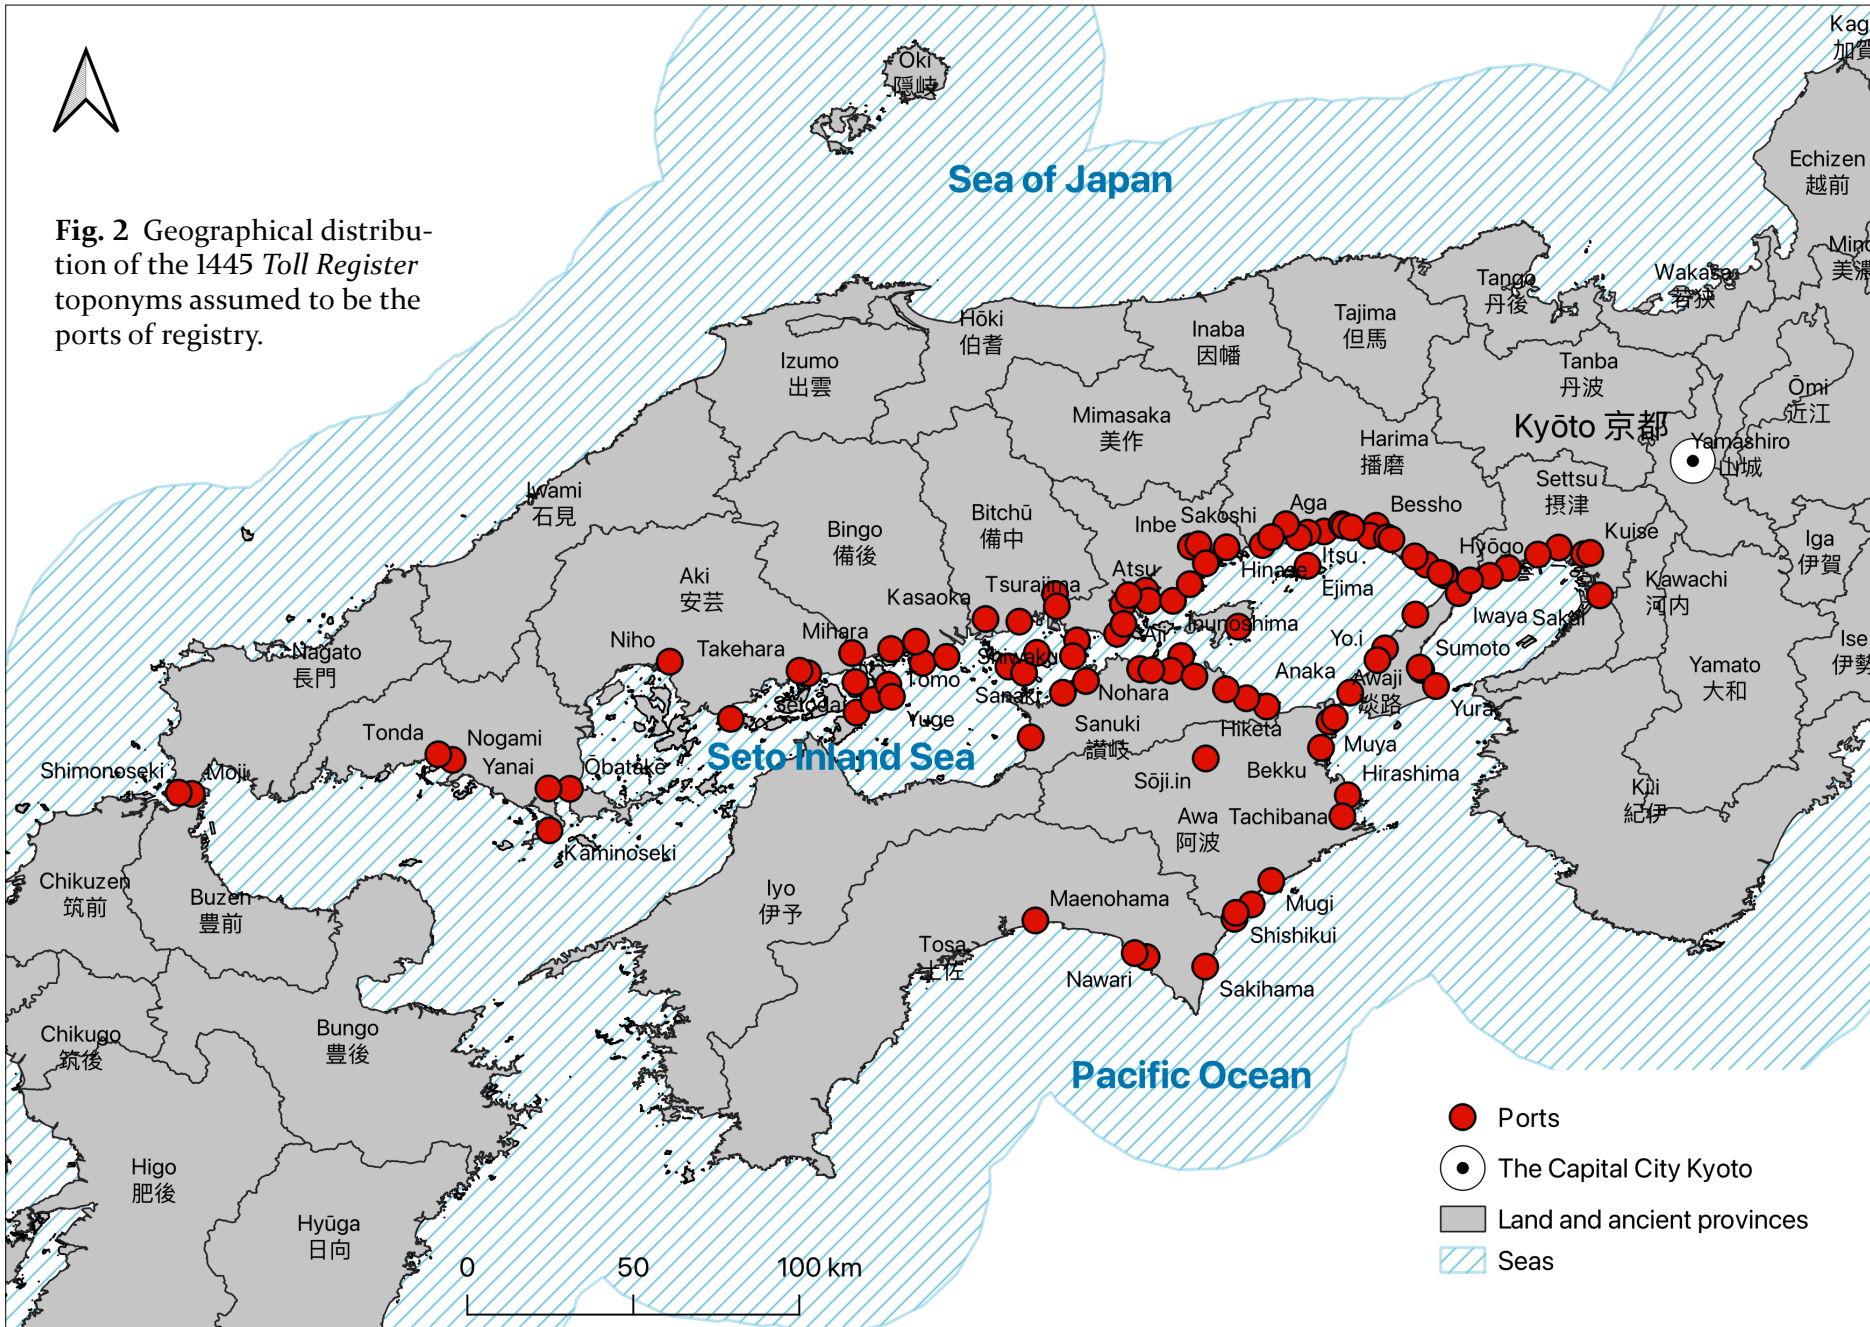 Fig. 2 Geographical distribu-
tion of the 1445 Toll Register
toponyms assumed to be the
ports of registry.
Oki
隠岐
Sea of Japan
Echizen
越前
Wakasa
若狭
Tango
丹後
Tajima
但馬
Inaba
因幡
Hōki
伯耆
Izumo
出雲
Tanba
丹波
Ōmi
近江
Mimasaka
美作
Kyōto 京都
Yamashiro
山城
Harima
播磨
Settsu
摂津
Iwami
石見
Bingo
備後
Bitchū
備中
Inbe
Sakoshi
Aga
Bessho
Hyōgo
Kuise
Iga
伊賀
Aki
安芸
Kasaoka
Tsurajima
Atsu
Hinase
Itsu
Ejima
Kawachi
河内
Iwaya
Sakai
Niho
Takehara
Mihara
Shiwaku
Aji
Inunoshima
Yo.i
Sumoto
Ise
伊勢
Nagato
長門
Setoda
Tomo
Sanaki
Nohara
Anaka
Awaji
淡路
Yamato
大和
Yuge
Sanuki
讃岐
Hiketa
Yura
Tonda
Nogami
Yanai
Ōbatake
Seto Inland Sea
Muya
Bekku
Hirashima
Shimonoseki
Moji
Sōji.in
Kii
紀伊
Awa
阿波
Tachibana
Kaminoseki
Chikuzen
筑前
Buzen
豊前
Iyo
伊予
Maenohama
Mugi
Shishikui
Tosa
土佐
Nawari
Sakihama
Chikugo
筑後
Bungo
豊後
Pacific Ocean
Higo
肥後
Hyūga
日向
0 50 100 km
Ports
The Capital City Kyoto
Land and ancient provinces
Seas